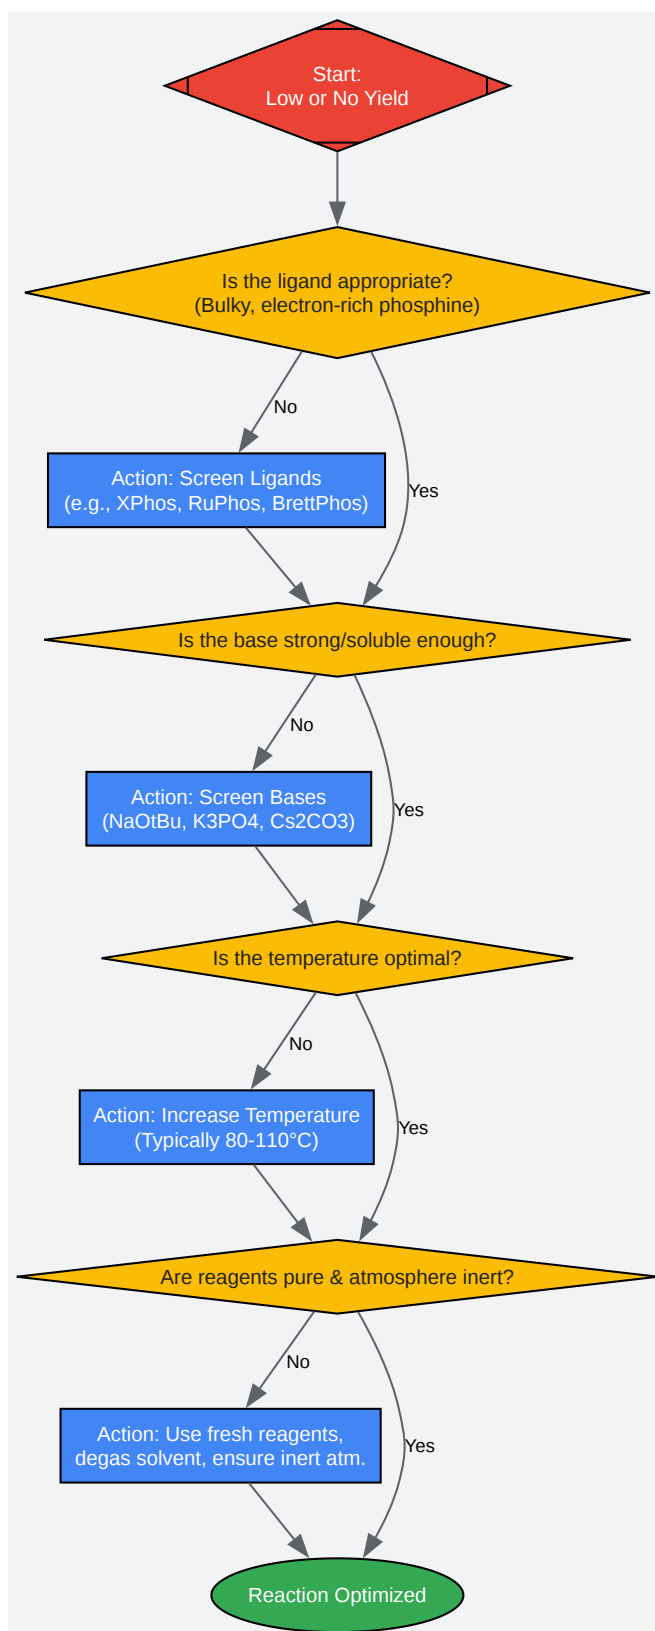 Start:
Low or No Yield
Is the ligand appropriate?
(Bulky, electron-rich phosphine)
No
Action: Screen Ligands
(e.g., XPhos, RuPhos, BrettPhos)
Yes
Is the base strong/soluble enough?
No
Action: Screen Bases
(NaOtBu, K3PO4, Cs2CO3)
Yes
Is the temperature optimal?
No
Action: Increase Temperature
(Typically 80-110°C)
Yes
Are reagents pure & atmosphere inert?
No
Action: Use fresh reagents,
degas solvent, ensure inert atm.
Yes
Reaction Optimized